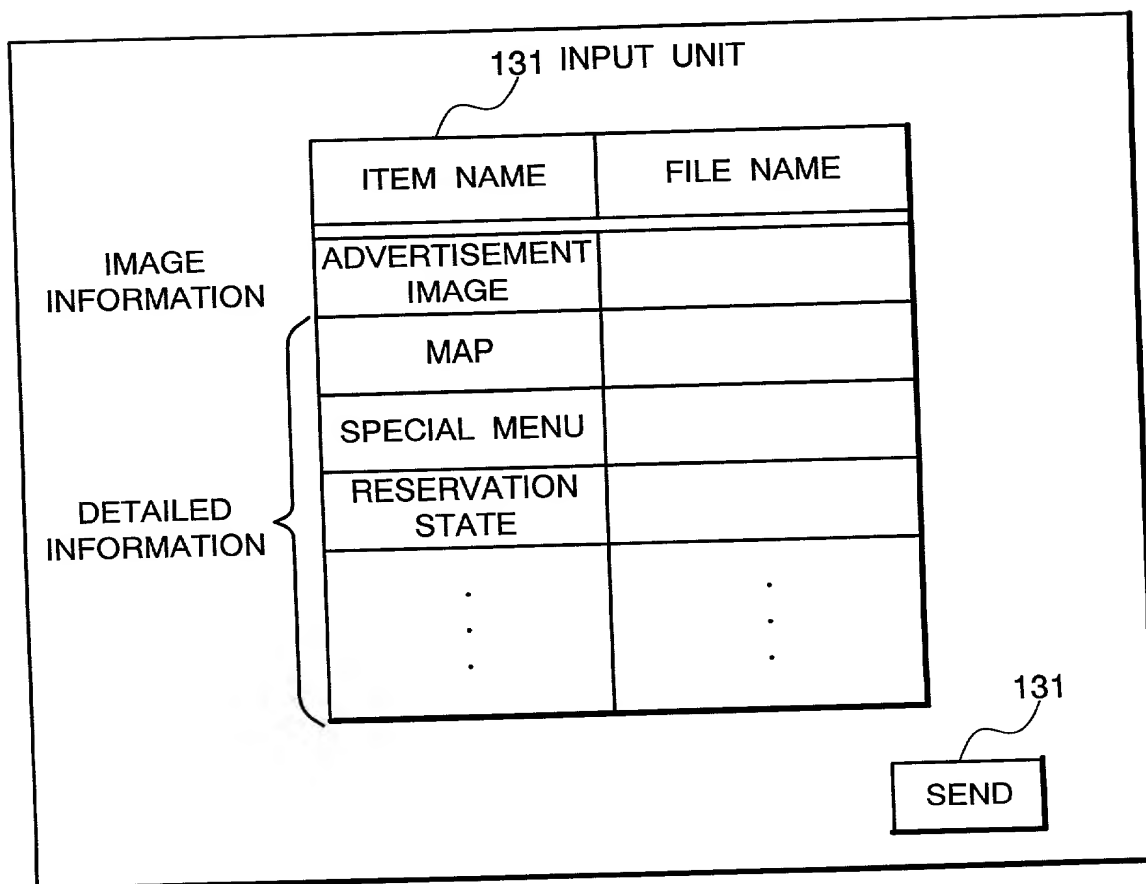 131 INPUT UNIT
ITEM NAME
FILE NAME
IMAGE
INFORMATION
ADVERTISEMENT
IMAGE
MAP
SPECIAL MENU
DETAILED
INFORMATION
RESERVATION
STATE
131
SEND